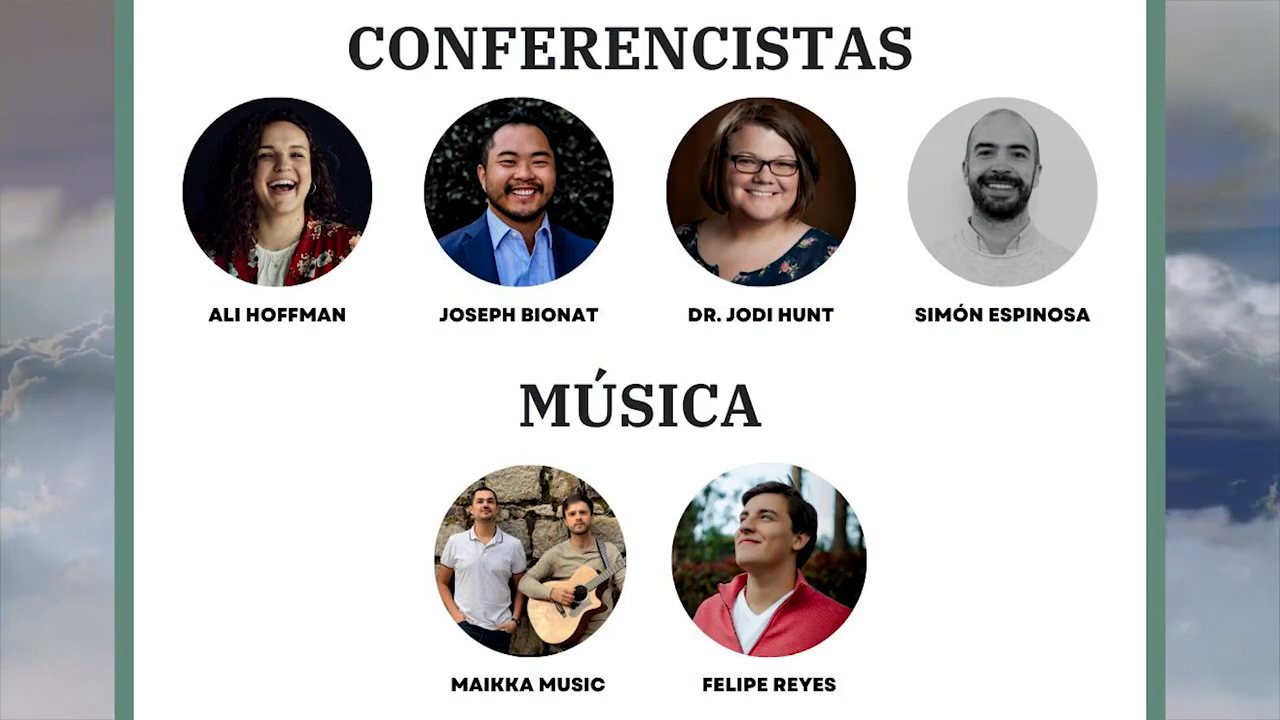 CONFERENCISTAS
ALI HOFFMAN
JOSEPH BIONAT
DR. JODI HUNT
SIMÓN ESPINOSA
MÚSICA
MAIKKA MUSIC
FELIPE REYES